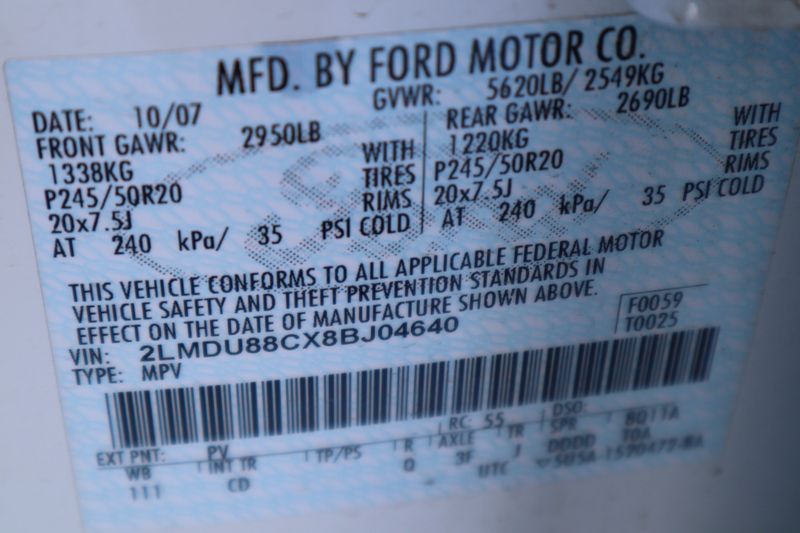 MFD. BY FORD MOTOR CO.
DATE: 10/07 GVWR: 5620LB/ 2549KG
FRONT GAWR: 2950LB
1338KG WITH
P245/50R20 TIRES
20x7.5J RIMS
AT 240 kPa/ 35 PSI COLD
REAR GAWR: 2690LB
1220KG WITH
P245/50R20 TIRES
20x7.5J RIMS
AT 240 kPa/ 35 PSI COLD
THIS VEHICLE CONFORMS TO ALL APPLICABLE FEDERAL MOTOR
VEHICLE SAFETY AND THEFT PREVENTION STANDARDS IN
EFFECT ON THE DATE OF MANUFACTURE SHOWN ABOVE.
F0059
T0025
VIN: 2LMDU88CX8BJ04640
TYPE: MPV
EXT PNT: PV RC: 55 DSO:
WB INT TR TP/PS R AXLE TR SPR
111 CD 3F J
UTC